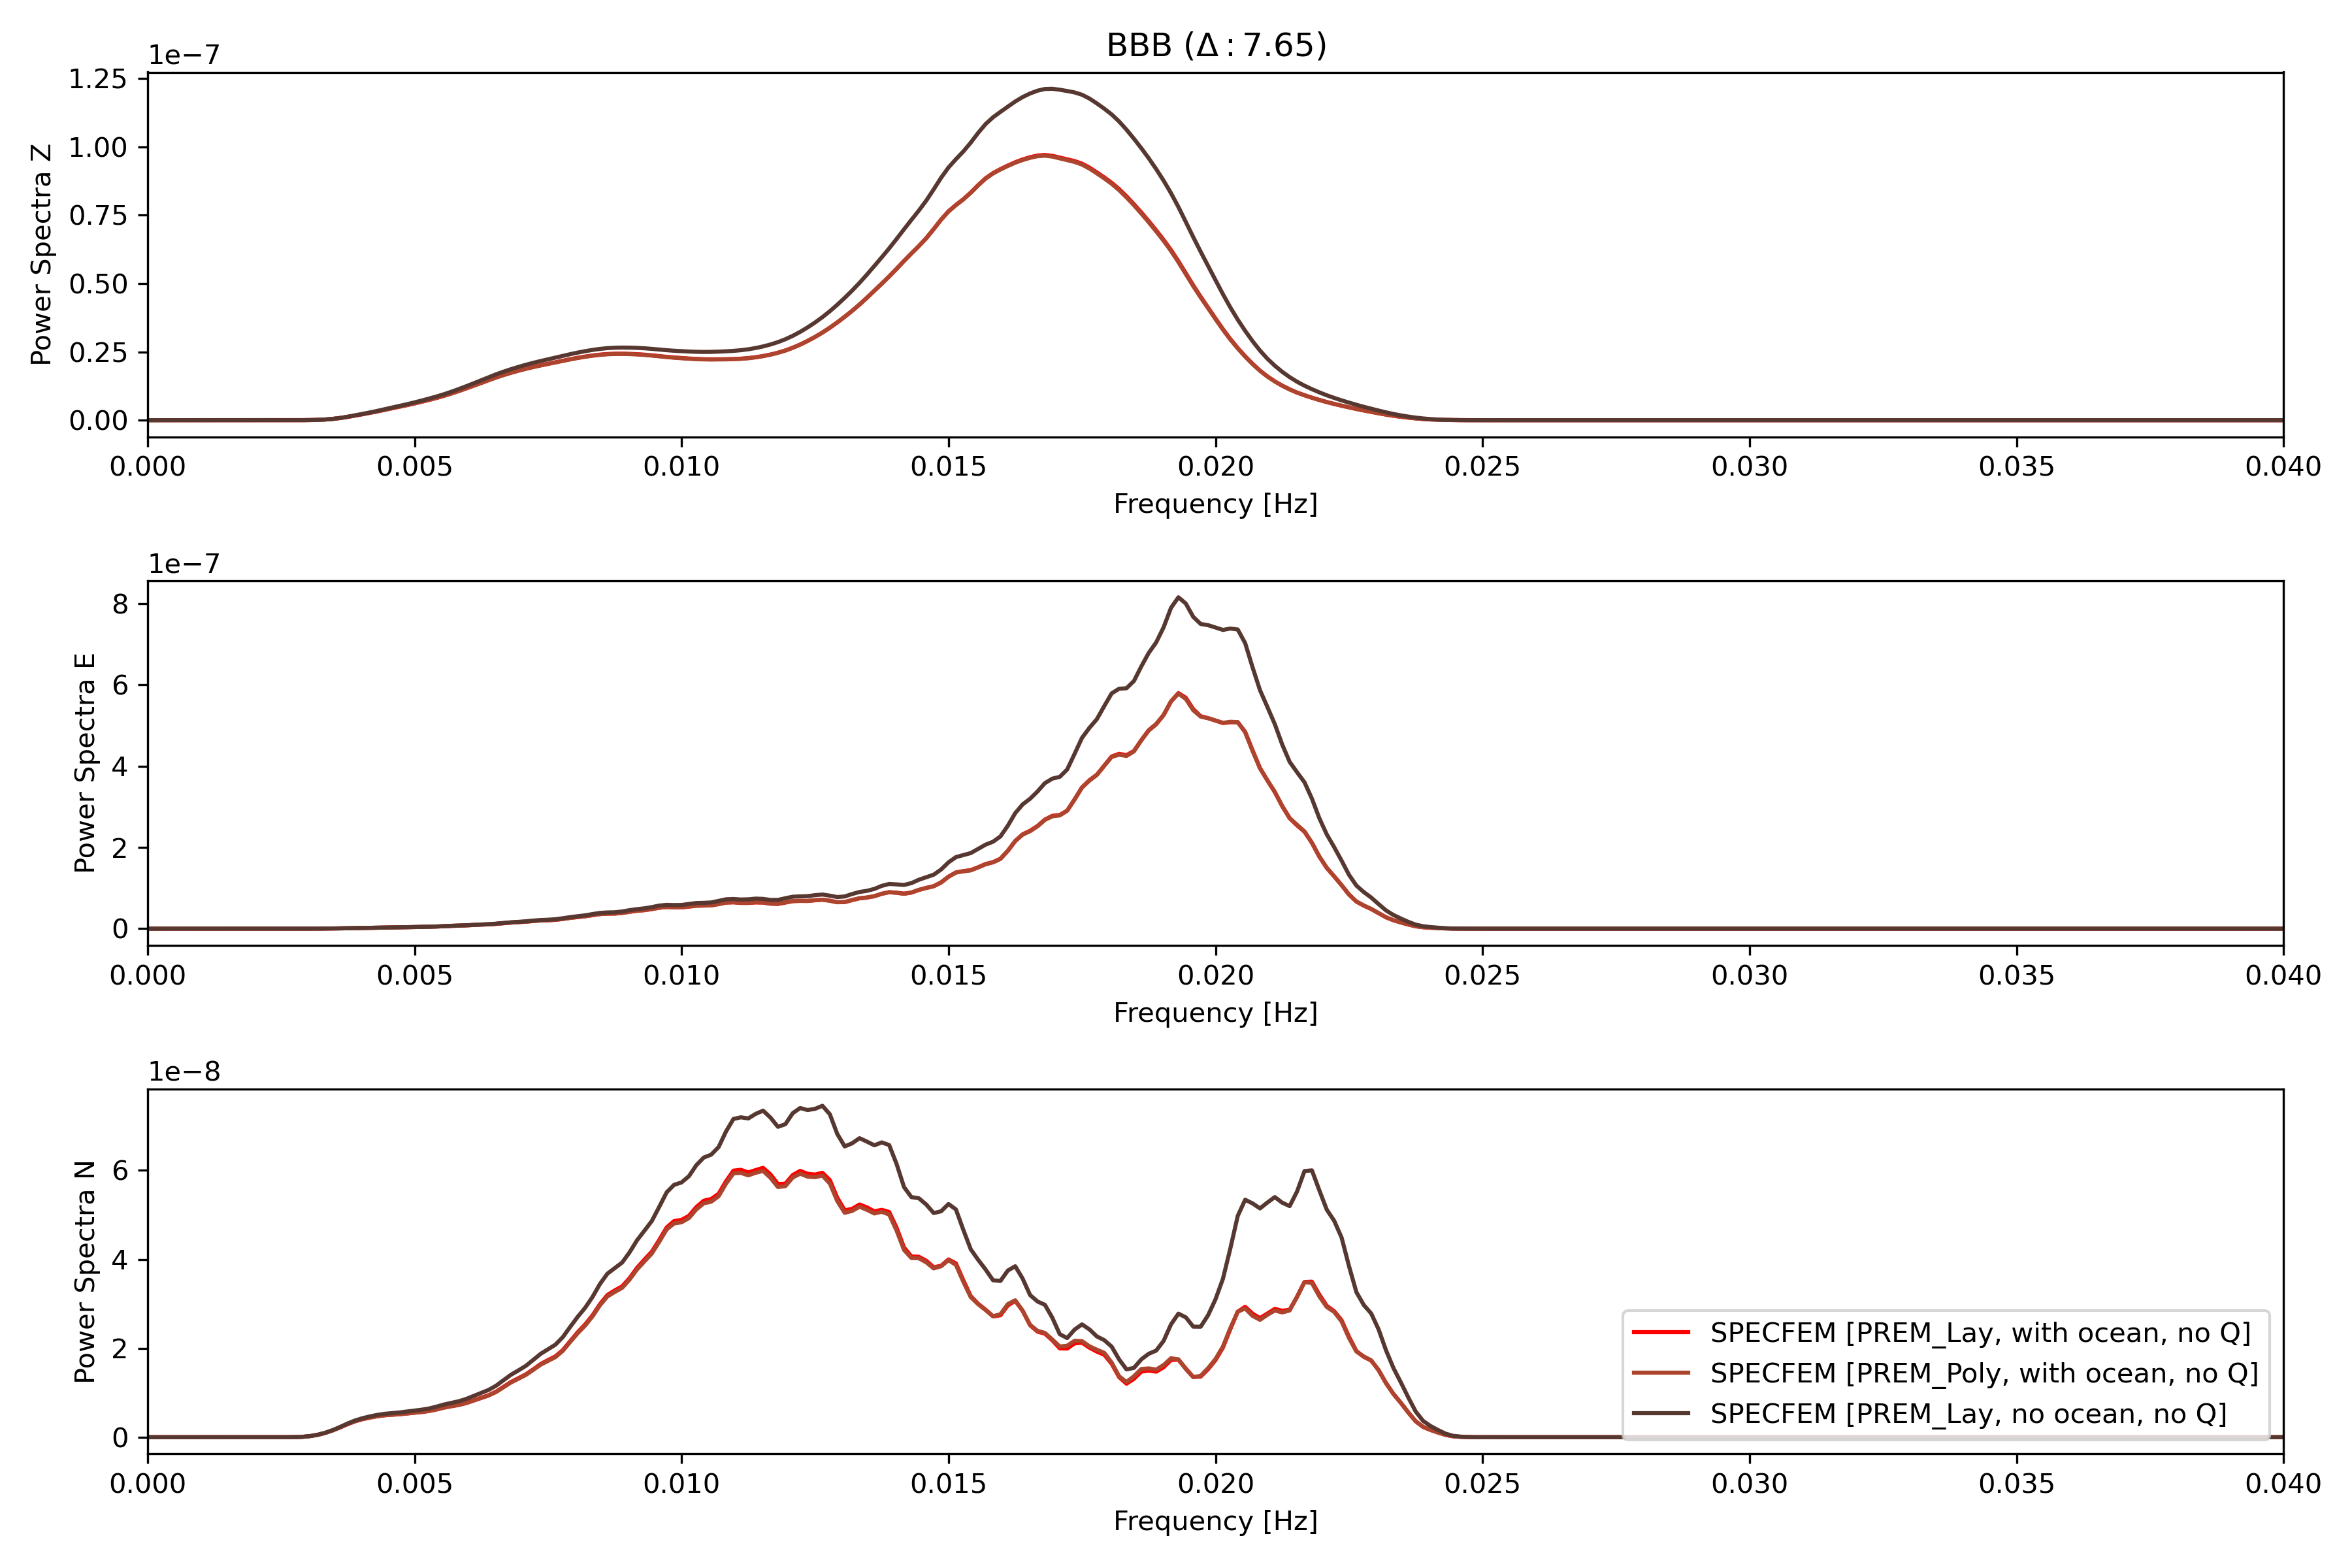 BBB (Δ : 7.65)
1e−7
1.25
1.00
0.75
0.50
0.25
0.00
Power Spectra Z
0.000 0.005 0.010 0.015 0.020 0.025 0.030 0.035 0.040
Frequency [Hz]
1e−7
8
6
4
2
0
Power Spectra E
0.000 0.005 0.010 0.015 0.020 0.025 0.030 0.035 0.040
Frequency [Hz]
1e−8
6
4
2
0
Power Spectra N
SPECFEM [PREM_Lay, with ocean, no Q]
SPECFEM [PREM_Poly, with ocean, no Q]
SPECFEM [PREM_Lay, no ocean, no Q]
0.000 0.005 0.010 0.015 0.020 0.025 0.030 0.035 0.040
Frequency [Hz]